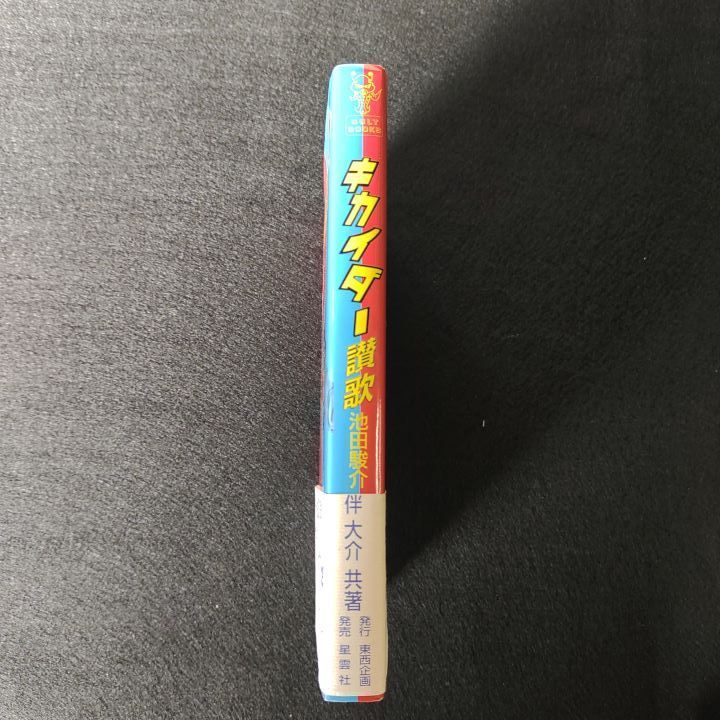 BULT
BOOKS
キカイダー讃歌
池田駿介
伴 大介 共著
発行 東西企画
発売 星雲社